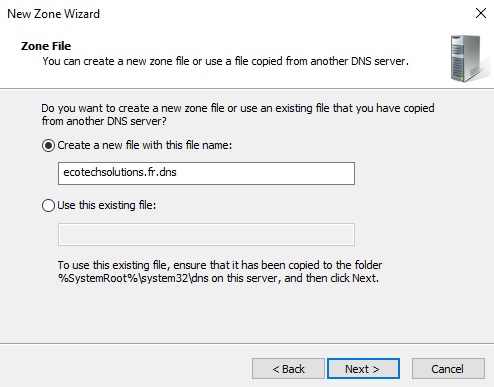 New Zone Wizard
Zone File
You can create a new zone file or use a file copied from another DNS server.
Do you want to create a new zone file or use an existing file that you have copied
from another DNS server?
Create a new file with this file name:
ecotechsolutions.fr.dns
Use this existing file:
To use this existing file, ensure that it has been copied to the folder
%SystemRoot%\system32\dns on this server, and then click Next.
< Back
Next >
Cancel